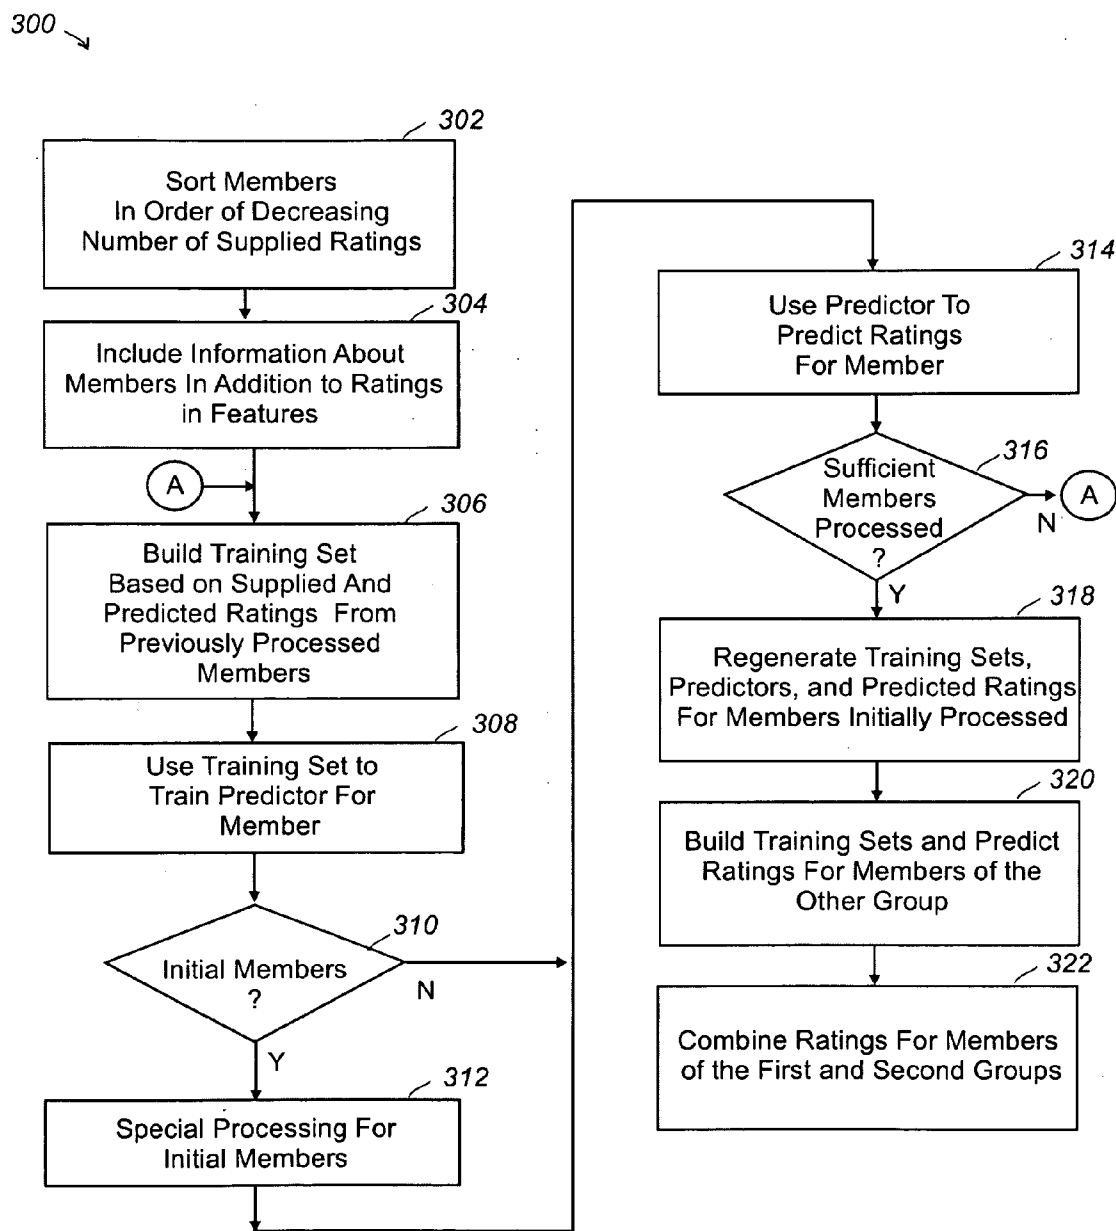 300
302
Sort Members
In Order of Decreasing
Number of Supplied Ratings
304
Include Information About
Members In Addition to Ratings
in Features
A
306
Build Training Set
Based on Supplied And
Predicted Ratings From
Previously Processed
Members
308
Use Training Set to
Train Predictor For
Member
310
Initial Members
?
N
Y
312
Special Processing For
Initial Members
314
Use Predictor To
Predict Ratings
For Member
316
Sufficient
Members
Processed
?
N
A
Y
318
Regenerate Training Sets,
Predictors, and Predicted Ratings
For Members Initially Processed
320
Build Training Sets and Predict
Ratings For Members of the
Other Group
322
Combine Ratings For Members
of the First and Second Groups